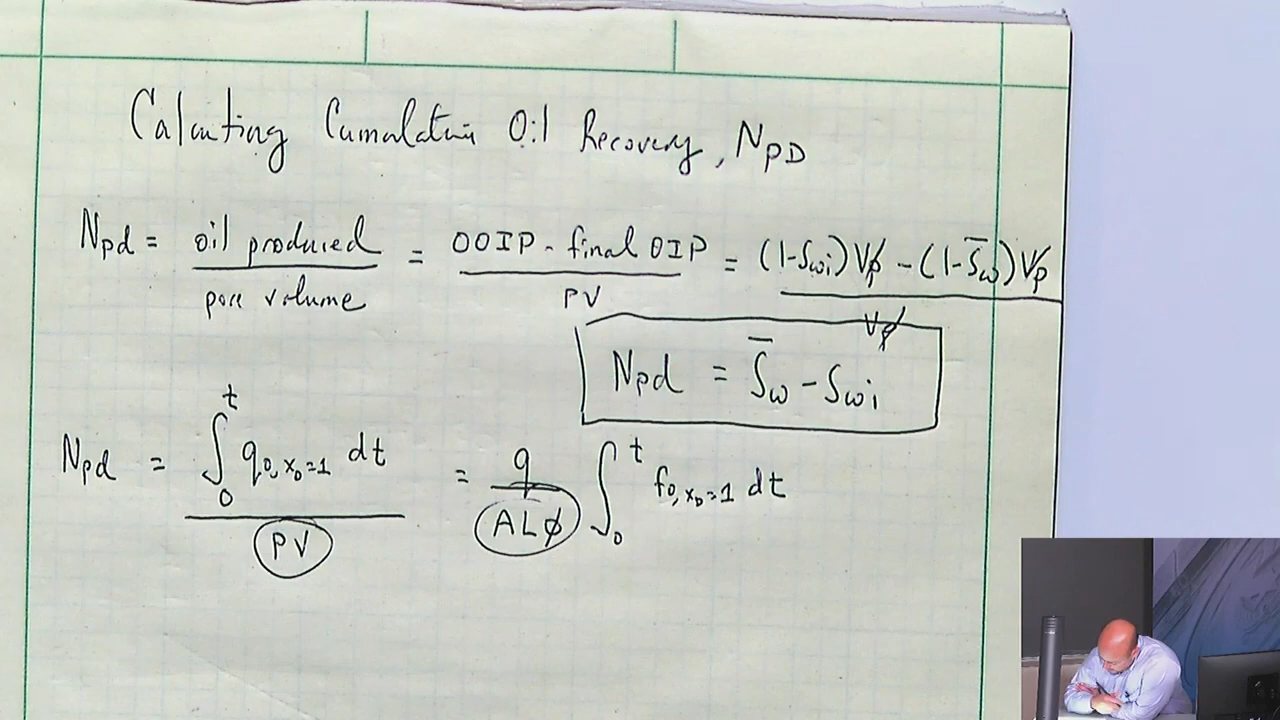 Calculating Cumulative Oil Recovery, NpD
Npd = oil produced / pore volume = OOIP - final OIP / PV = (1-Swi)Vϕ - (1-S̅w)Vϕ / Vϕ
Npd = S̅w - Swi
Npd = ∫₀ᵗ qo,xD=1 dt / PV = q / ALϕ ∫₀ᵗ fo,xD=1 dt